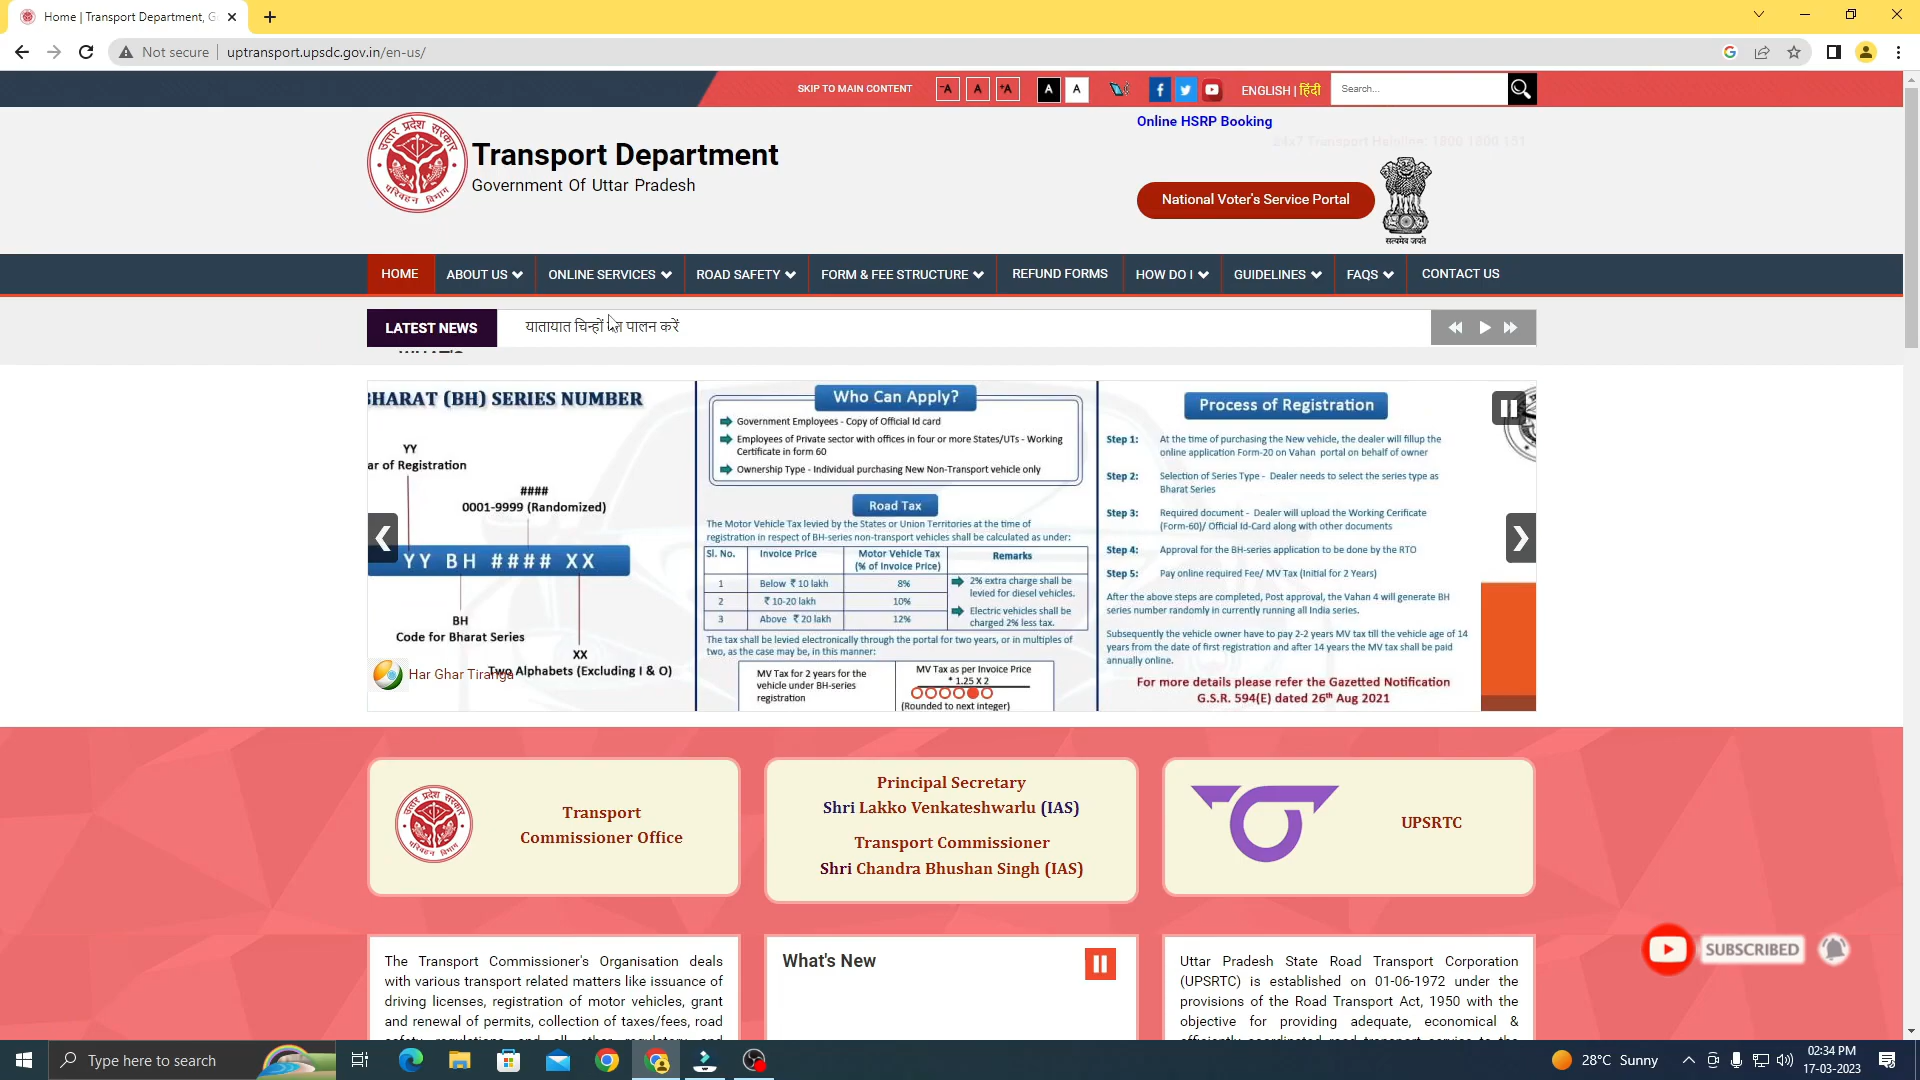 Home | Transport Department, G
Not secure
uptransport.upsdc.gov.in/en-us/
SKIP TO MAIN CONTENT
-A
A
+A
A
A
ENGLISH | हिंदी
Search...
Online HSRP Booking
24x7 Transport Helpline: 1800 1800 151
उत्तर प्रदेश सरकार
परिवहन विभाग
Transport Department
Government Of Uttar Pradesh
National Voter's Service Portal
सत्यमेव जयते
HOME
ABOUT US
ONLINE SERVICES
ROAD SAFETY
FORM & FEE STRUCTURE
REFUND FORMS
HOW DO I
GUIDELINES
FAQS
CONTACT US
LATEST NEWS
यातायात चिन्हों
पालन करें
BHARAT (BH) SERIES NUMBER
YY
ar of Registration
####
0001-9999 (Randomized)
YY BH #### XX
BH
Code for Bharat Series
XX
Two Alphabets (Excluding I & O)
Har Ghar Tiranga
Who Can Apply?
Government Employees - Copy of Official Id card
Employees of Private sector with offices in four or more States/UTs - Working
Certificate in form 60
Ownership Type - Individual purchasing New Non-Transport vehicle only
Road Tax
The Motor Vehicle Tax levied by the States or Union Territories at the time of
registration in respect of BH-series non-transport vehicles shall be calculated as under:
Sl. No. Invoice Price Motor Vehicle Tax (% of Invoice Price) Remarks
1 Below ₹ 10 lakh 8%
2 ₹ 10-20 lakh 10%
3 Above ₹ 20 lakh 12%
2% extra charge shall be
levied for diesel vehicles.
Electric vehicles shall be
charged 2% less tax.
The tax shall be levied electronically through the portal for two years, or in multiples of
two, as the case may be, in this manner:
MV Tax for 2 years for the
vehicle under BH-series
registration
MV Tax as per Invoice Price
* 1.25 X 2
(Rounded to next integer)
Process of Registration
Step 1: At the time of purchasing the New vehicle, the dealer will fillup the
online application Form-20 on Vahan portal on behalf of owner
Step 2: Selection of Series Type - Dealer needs to select the series type as
Bharat Series
Step 3: Required document - Dealer will upload the Working Cerificate
(Form-60)/ Official Id-Card along with other documents
Step 4: Approval for the BH-series application to be done by the RTO
Step 5: Pay online required Fee/ MV Tax (Initial for 2 Years)
After the above steps are completed, Post approval, the Vahan 4 will generate BH
series number randomly in currently running all India series.
Subsequently the vehicle owner have to pay 2-2 years MV tax till the vehicle age of 14
years from the date of first registration and after 14 years the MV tax shall be paid
annually online.
For more details please refer the Gazetted Notification
G.S.R. 594(E) dated 26th Aug 2021
उत्तर प्रदेश सरकार
परिवहन विभाग
Transport
Commissioner Office
Principal Secretary
Shri Lakko Venkateshwarlu (IAS)
Transport Commissioner
Shri Chandra Bhushan Singh (IAS)
UPSRTC
The Transport Commissioner's Organisation deals
with various transport related matters like issuance of
driving licenses, registration of motor vehicles, grant
and renewal of permits, collection of taxes/fees, road
What's New
Uttar Pradesh State Road Transport Corporation
(UPSRTC) is established on 01-06-1972 under the
provisions of the Road Transport Act, 1950 with the
objective for providing adequate, economical &
SUBSCRIBED
Type here to search
28°C Sunny
02:34 PM
17-03-2023